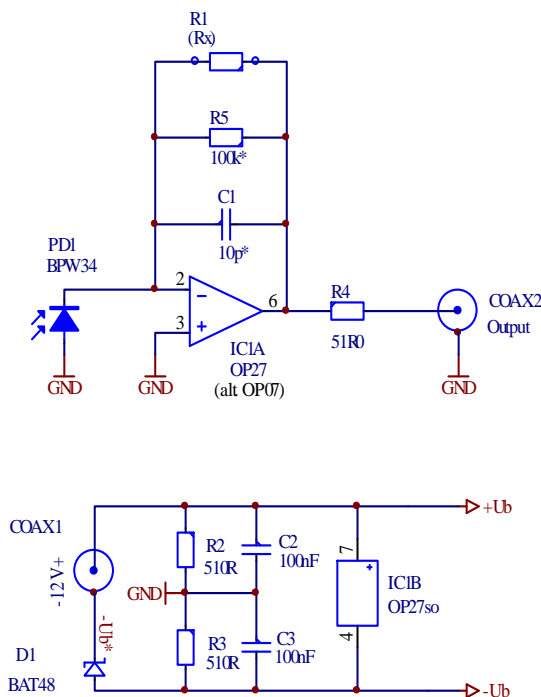 R1
(Rx)
R5
100k*
C1
10p*
PD1
BPW34
2
6
3
R4
51R0
COAX2
Output
IC1A
OP27
(alt OP07)
GND
GND
GND
+Ub
COAX1
-12V+
R2
510R
C2
100nF
7
IC1B
OP27so
GND
-Ub*
R3
510R
C3
100nF
4
D1
BAT48
-Ub